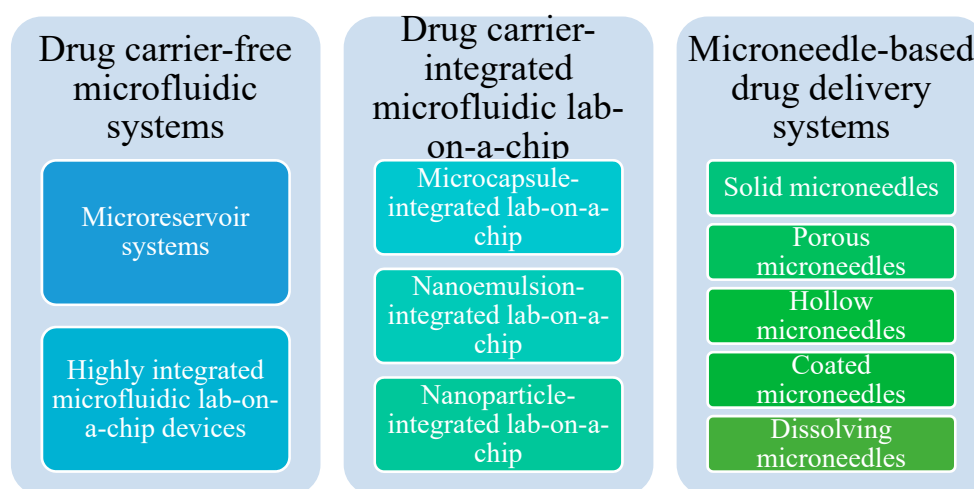 Drug carrier-free
microfluidic
systems
Microreservoir
systems
Highly integrated
microfluidic lab-on-
a-chip devices
Drug carrier-
integrated
microfluidic lab-
on-a-chip
Microcapsule-
integrated lab-on-a-
chip
Nanoemulsion-
integrated lab-on-a-
chip
Nanoparticle-
integrated lab-on-a-
chip
Microneedle-based
drug delivery
systems
Solid microneedles
Porous
microneedles
Hollow
microneedles
Coated
microneedles
Dissolving
microneedles